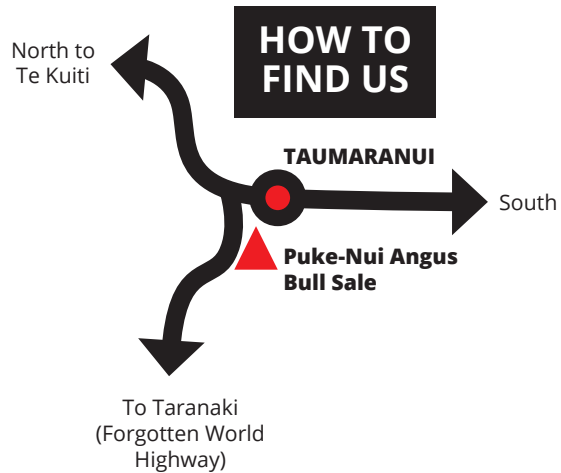 HOW TO
FIND US
North to
Te Kuiti
TAUMARANUI
South
Puke-Nui Angus
Bull Sale
To Taranaki
(Forgotten World
Highway)